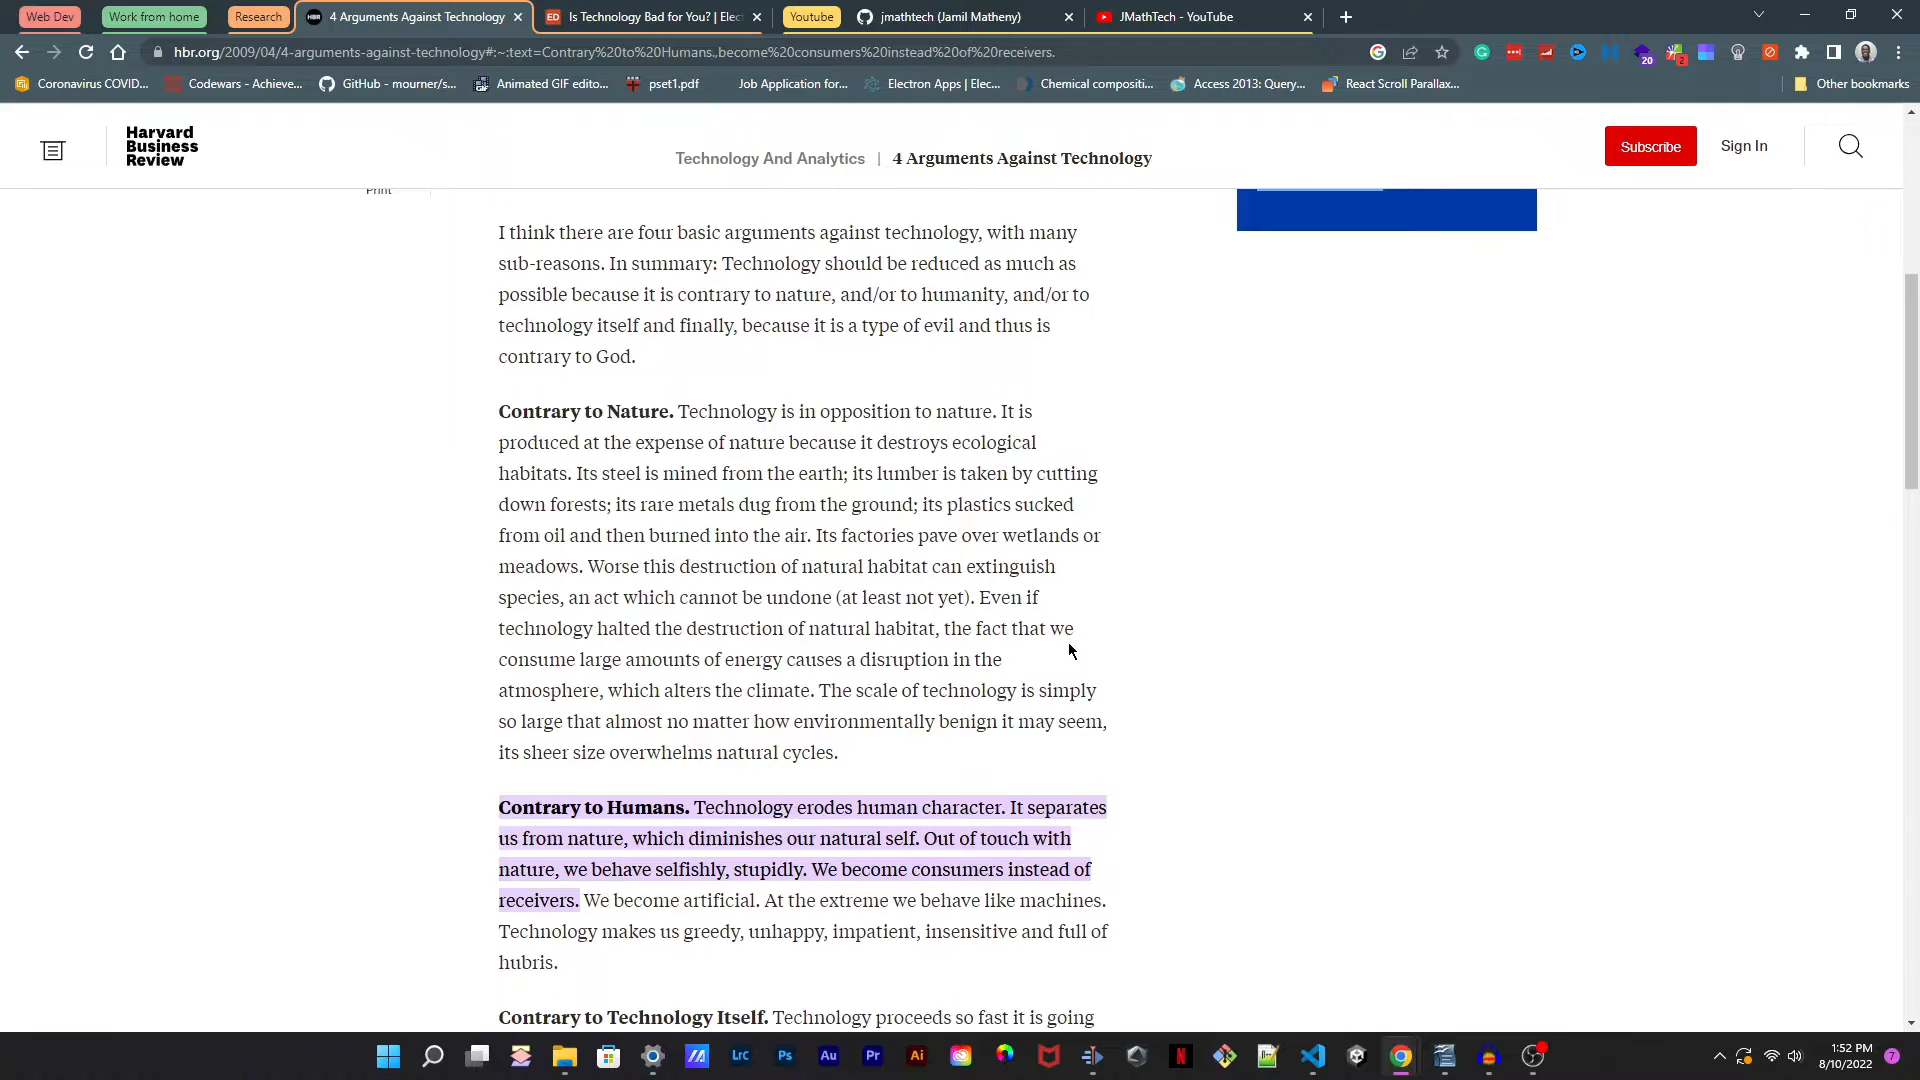 Web Dev
Work from home
Research
4 Arguments Against Technology
Is Technology Bad for You? | Elec
Youtube
jmathtech (Jamil Matheny)
JMathTech - YouTube
hbr.org/2009/04/4-arguments-against-technology#:~:text=Contrary%20to%20Humans.,become%20consumers%20instead%20of%20receivers.
20
2
Coronavirus COVID...
Codewars - Achieve...
GitHub - mourner/s...
Animated GIF edito...
pset1.pdf
Job Application for...
Electron Apps | Elec...
Chemical compositi...
Access 2013: Query...
React Scroll Parallax...
Other bookmarks
Harvard
Business
Review
Technology And Analytics | 4 Arguments Against Technology
Subscribe
Sign In
Print
I think there are four basic arguments against technology, with many
sub-reasons. In summary: Technology should be reduced as much as
possible because it is contrary to nature, and/or to humanity, and/or to
technology itself and finally, because it is a type of evil and thus is
contrary to God.
Contrary to Nature. Technology is in opposition to nature. It is
produced at the expense of nature because it destroys ecological
habitats. Its steel is mined from the earth; its lumber is taken by cutting
down forests; its rare metals dug from the ground; its plastics sucked
from oil and then burned into the air. Its factories pave over wetlands or
meadows. Worse this destruction of natural habitat can extinguish
species, an act which cannot be undone (at least not yet). Even if
technology halted the destruction of natural habitat, the fact that we
consume large amounts of energy causes a disruption in the
atmosphere, which alters the climate. The scale of technology is simply
so large that almost no matter how environmentally benign it may seem,
its sheer size overwhelms natural cycles.
Contrary to Humans. Technology erodes human character. It separates
us from nature, which diminishes our natural self. Out of touch with
nature, we behave selfishly, stupidly. We become consumers instead of
receivers. We become artificial. At the extreme we behave like machines.
Technology makes us greedy, unhappy, impatient, insensitive and full of
hubris.
Contrary to Technology Itself. Technology proceeds so fast it is going
LrC
Ps
Au
Pr
Ai
1:52 PM
8/10/2022
7